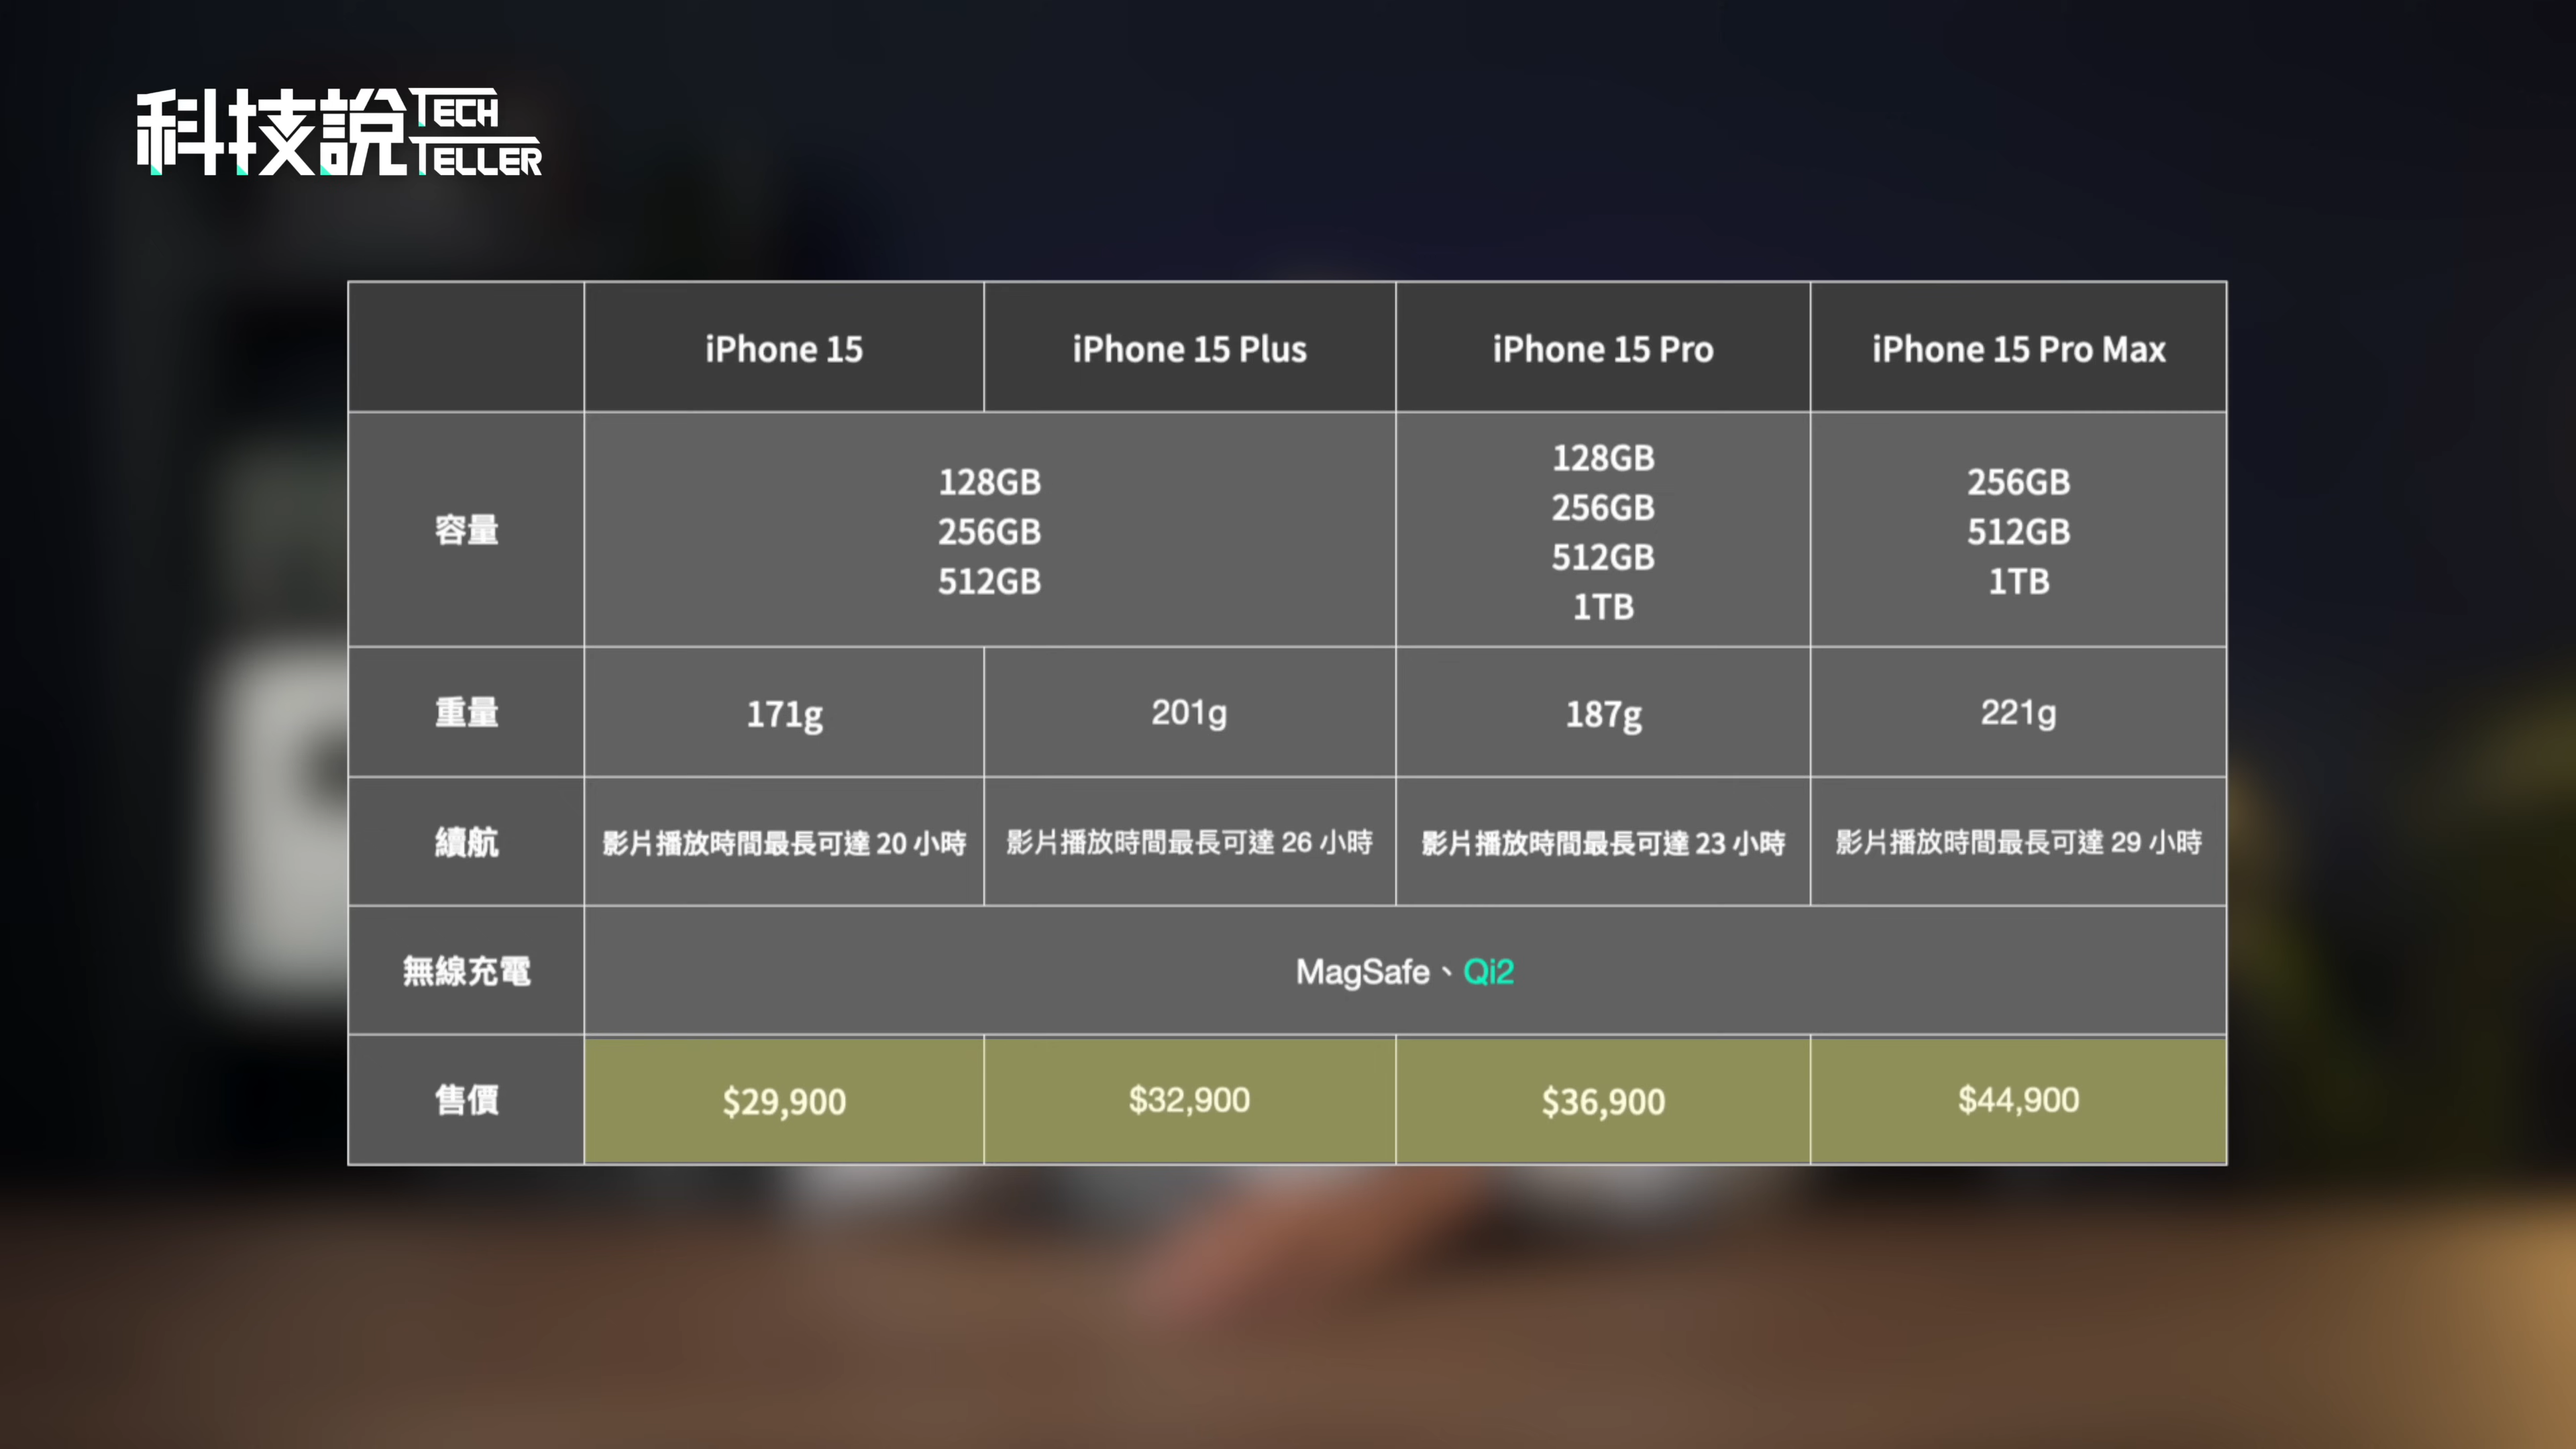 科技說 TECH TELLER
iPhone 15 iPhone 15 Plus iPhone 15 Pro iPhone 15 Pro Max
容量
128GB
256GB
512GB
128GB
256GB
512GB
1TB
256GB
512GB
1TB
重量 171g 201g 187g 221g
續航 影片播放時間最長可達 20 小時 影片播放時間最長可達 26 小時 影片播放時間最長可達 23 小時 影片播放時間最長可達 29 小時
無線充電 MagSafe、Qi2
售價 $29,900 $32,900 $36,900 $44,900